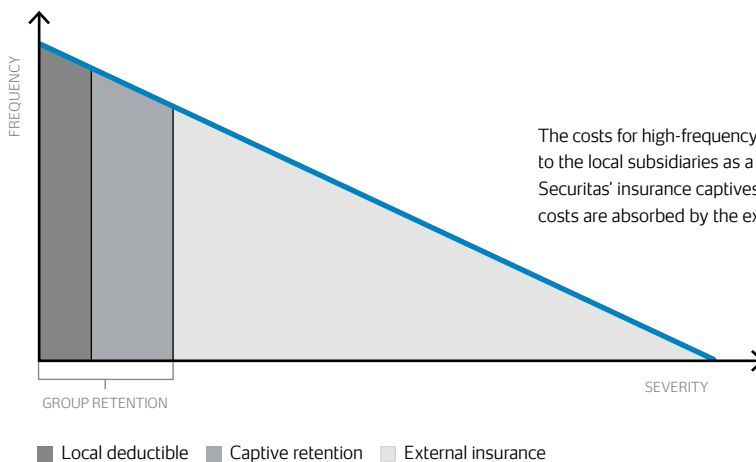 FREQUENCY
The costs for high-frequency
to the local subsidiaries as a
Securitas' insurance captives
costs are absorbed by the ex
SEVERITY
GROUP RETENTION
Local deductible Captive retention External insurance